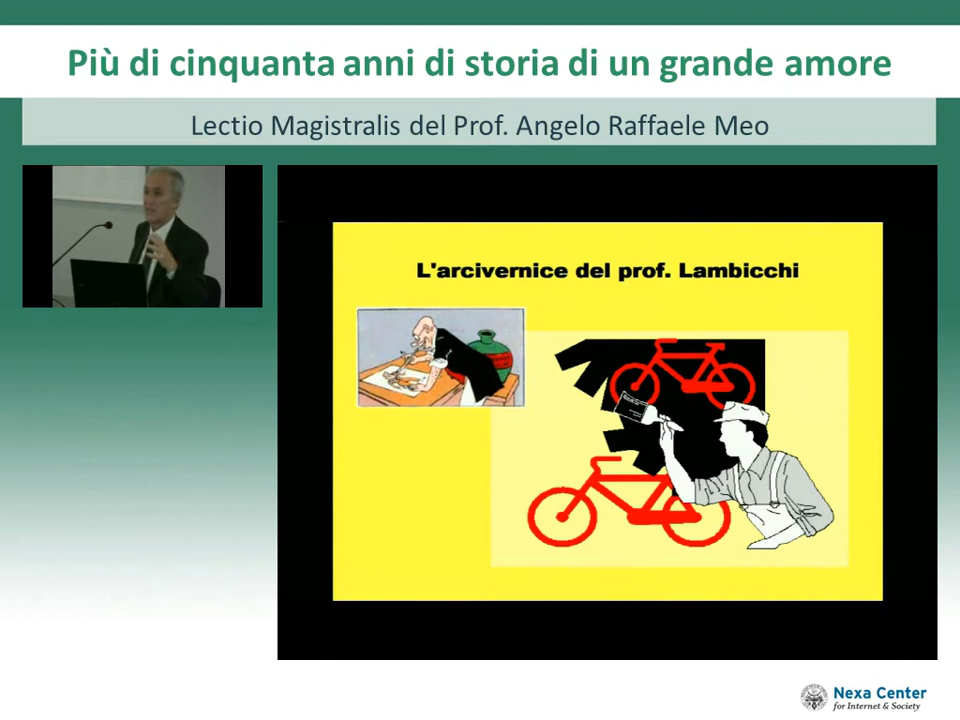 Più di cinquanta anni di storia di un grande amore
Lectio Magistralis del Prof. Angelo Raffaele Meo
L'arcivernice del prof. Lambicchi
Nexa Center
for Internet & Society